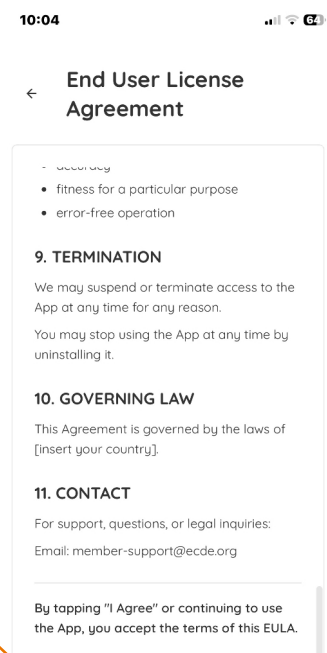 10:04
64
End User License
Agreement
accuracy
fitness for a particular purpose
error-free operation
9. TERMINATION
We may suspend or terminate access to the
App at any time for any reason.
You may stop using the App at any time by
uninstalling it.
10. GOVERNING LAW
This Agreement is governed by the laws of
[insert your country].
11. CONTACT
For support, questions, or legal inquiries:
Email: member-support@ecde.org
By tapping "I Agree" or continuing to use
the App, you accept the terms of this EULA.